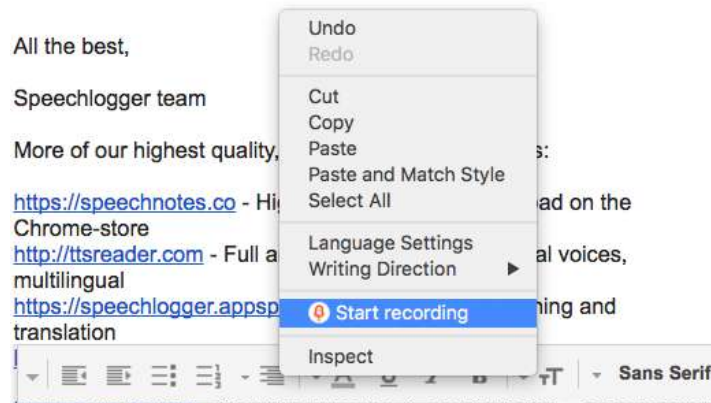 All the best,
Speechlogger team
More of our highest quality,
s:
https://speechnotes.co - Hi
ad on the
Chrome-store
http://ttsreader.com - Full a
al voices,
multilingual
https://speechlogger.appsp
ning and
translation
Undo
Redo
Cut
Copy
Paste
Paste and Match Style
Select All
Language Settings
Writing Direction
Start recording
Inspect
Sans Serif